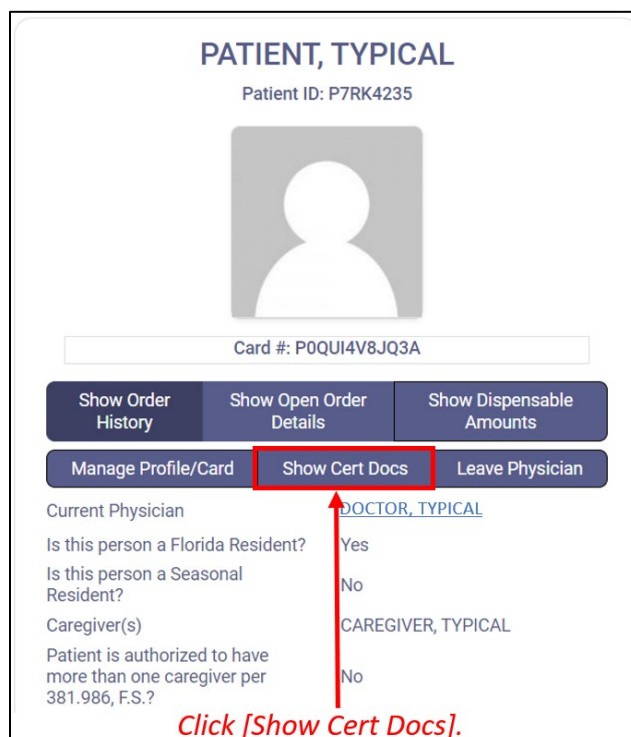 PATIENT, TYPICAL
Patient ID: P7RK4235
Card #: P0QUI4V8JQ3A
Show Order History
Show Open Order Details
Show Dispensable Amounts
Manage Profile/Card
Show Cert Docs
Leave Physician
Current Physician DOCTOR, TYPICAL
Is this person a Florida Resident? Yes
Is this person a Seasonal
Resident? No
Caregiver(s) CAREGIVER, TYPICAL
Patient is authorized to have
more than one caregiver per No
381.986, F.S.?
Click [Show Cert Docs].